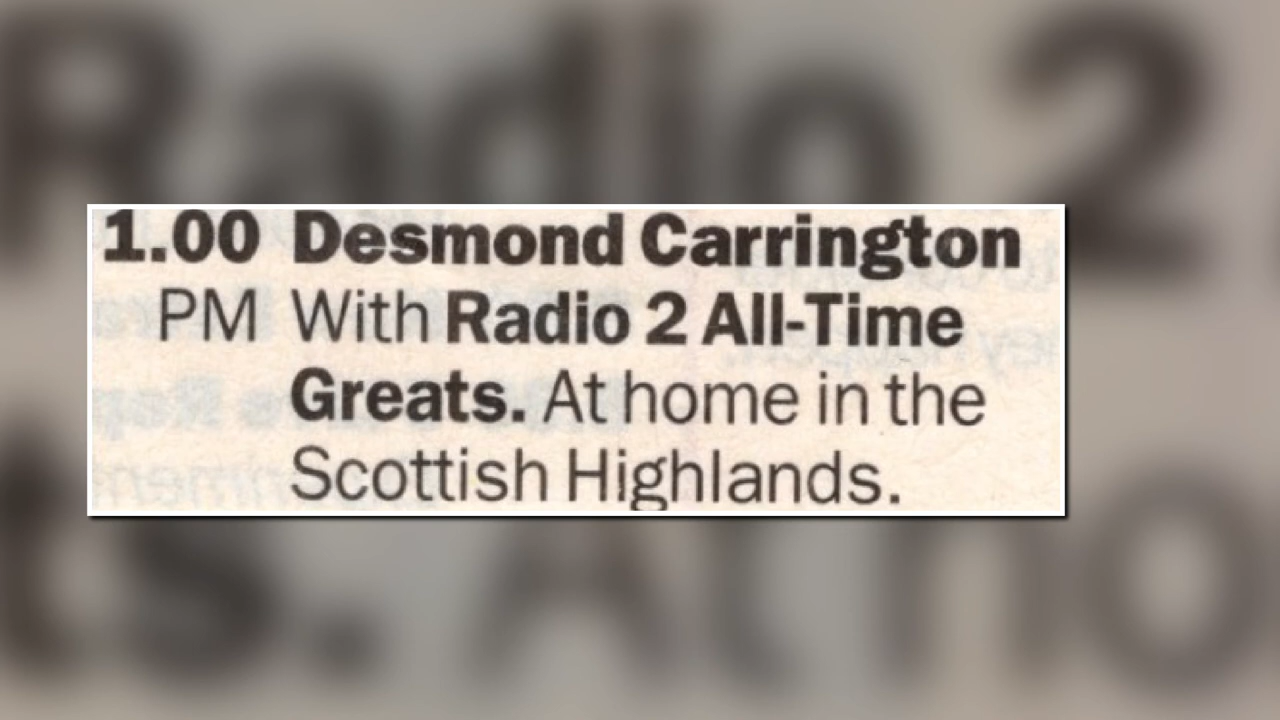 1.00 Desmond Carrington
PM With Radio 2 All-Time
Greats. At home in the
Scottish Highlands.